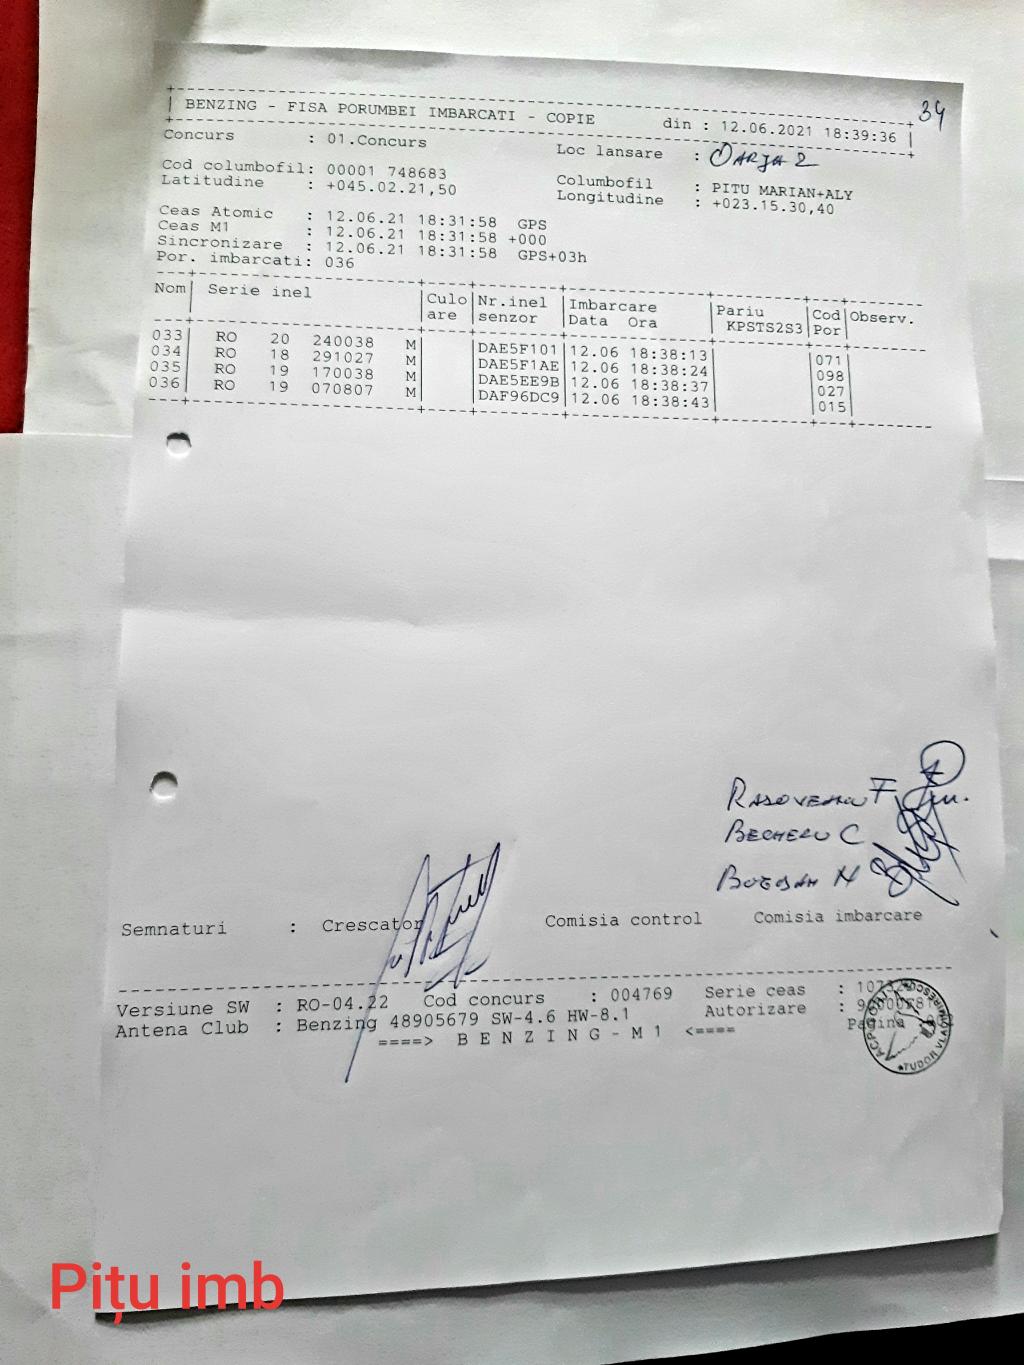 34
BENZING - FISA PORUMBEI IMBARCATI - COPIE din : 12.06.2021 18:39:36
Concurs : 01.Concurs Loc lansare : DARJA 2
Cod columbofil: 00001 748683 Columbofil : PITU MARIAN+ALY
Latitudine : +045.02.21,50 Longitudine : +023.15.30,40
Ceas Atomic : 12.06.21 18:31:58 GPS
Ceas M1 : 12.06.21 18:31:58 +000
Sincronizare : 12.06.21 18:31:58 GPS+03h
Por. imbarcati: 036
Nom| Serie inel |Culo|Nr.inel |Imbarcare |Pariu |Cod|Observ.
are |senzor |Data Ora | KPSTS2S3|Por|
033| RO 20 240038 M| |DAE5F101|12.06 18:38:13| |071|
034| RO 18 291027 M| |DAE5F1AE|12.06 18:38:24| |098|
035| RO 19 170038 M| |DAE5EE9B|12.06 18:38:37| |027|
036| RO 19 070807 M| |DAF96DC9|12.06 18:38:43| |015|
BECHERU C
BOGDAN N
Semnaturi : Crescator Comisia control Comisia imbarcare
Versiune SW : RO-04.22 Cod concurs : 004769 Serie ceas :
Antena Club : Benzing 48905679 SW-4.6 HW-8.1 Autorizare :
====> B E N Z I N G - M 1 <==== Pagina
TUDOR
Pițu imb